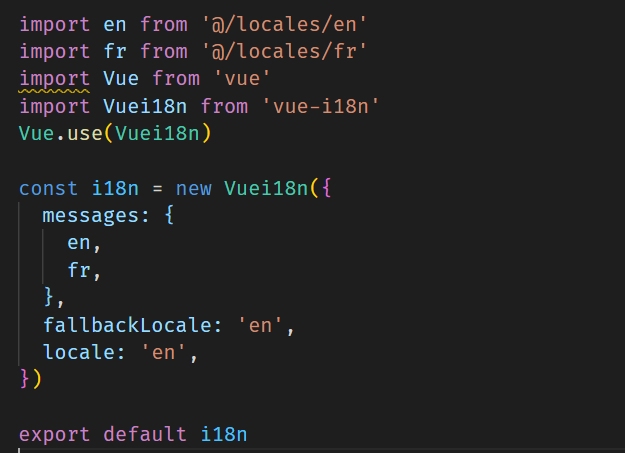 import en from '@/locales/en'
import fr from '@/locales/fr'
import Vue from 'vue'
import Vuei18n from 'vue-i18n'
Vue.use(Vuei18n)

const i18n = new Vuei18n({
  messages: {
    en,
    fr,
  },
  fallbackLocale: 'en',
  locale: 'en',
})

export default i18n